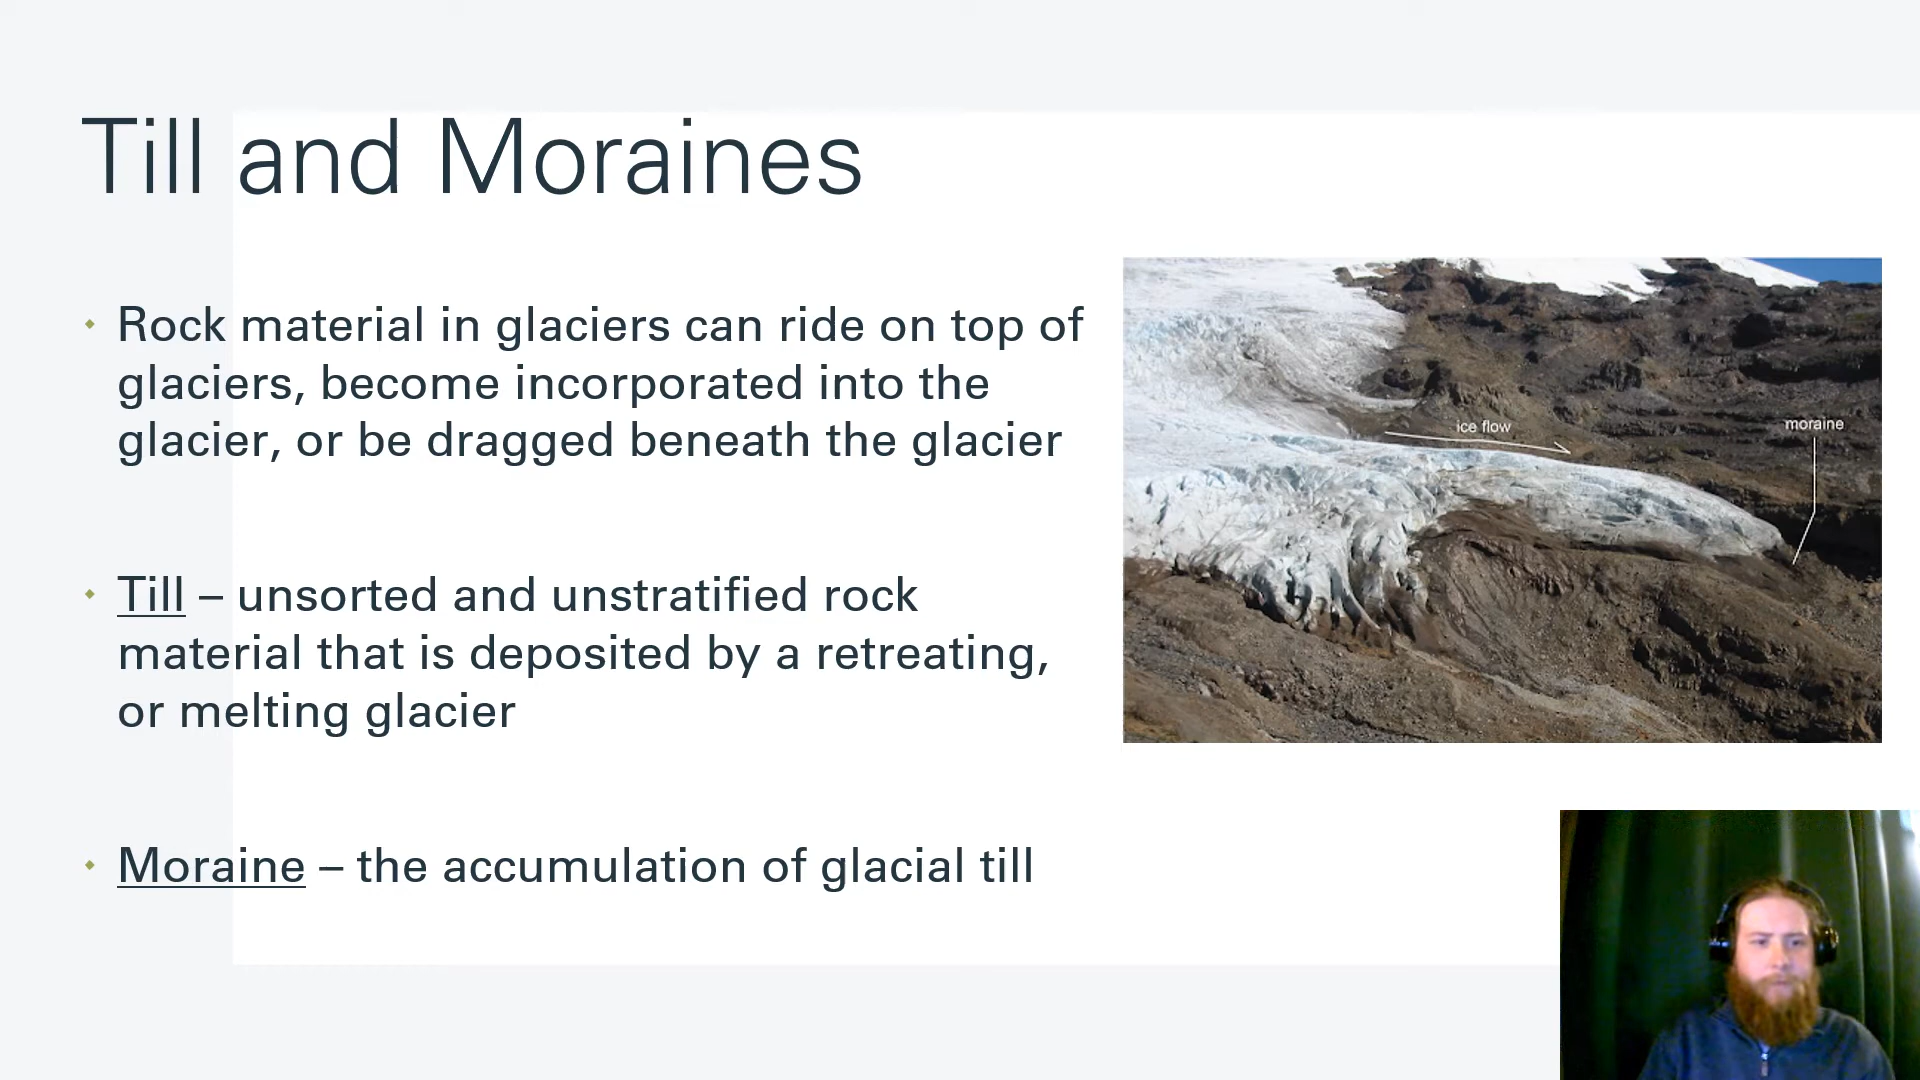 Till and Moraines
Rock material in glaciers can ride on top of
glaciers, become incorporated into the
glacier, or be dragged beneath the glacier
Till – unsorted and unstratified rock
material that is deposited by a retreating,
or melting glacier
Moraine – the accumulation of glacial till
ice flow
moraine